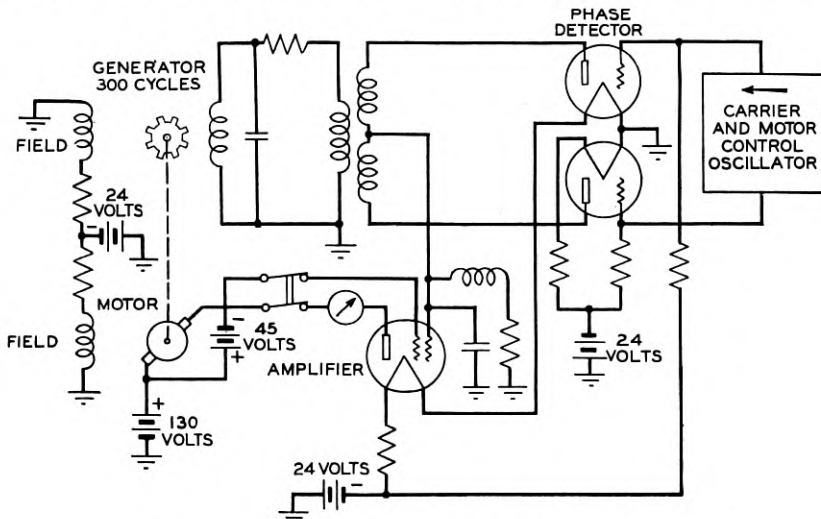 PHASE
DETECTOR
GENERATOR
300 CYCLES
CARRIER
AND MOTOR
CONTROL
OSCILLATOR
FIELD
24
VOLTS
-
MOTOR
-
45
VOLTS
+
FIELD
AMPLIFIER
24
VOLTS
+
130
VOLTS
24 VOLTS
-